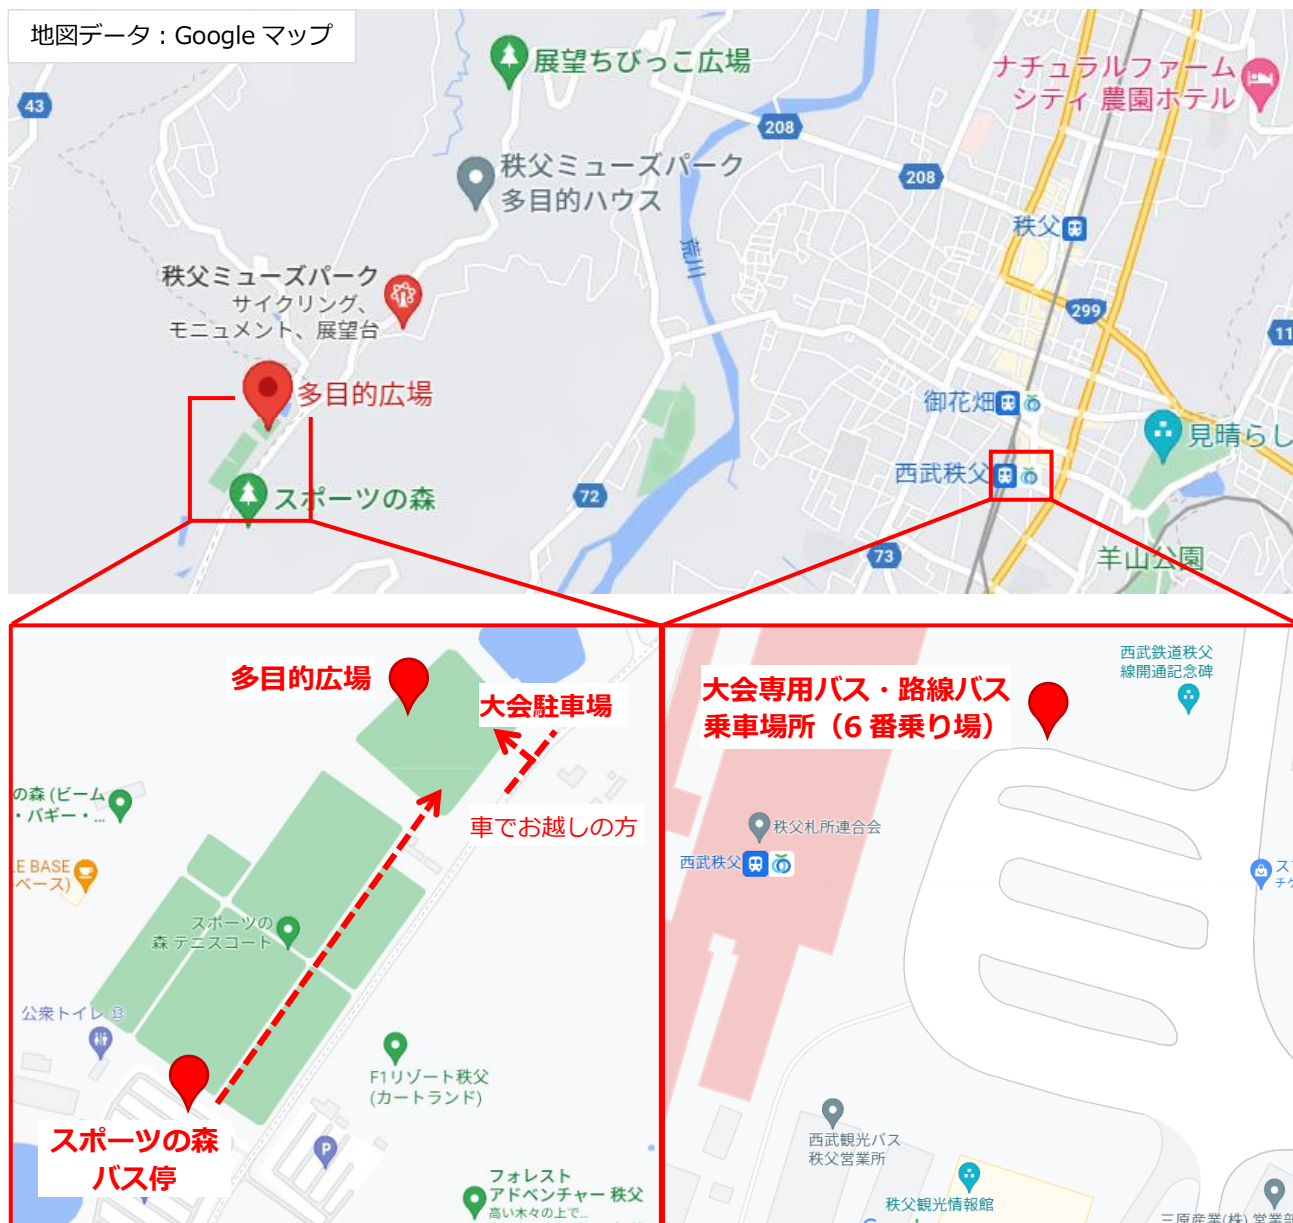 地図データ：Google マップ
展望ちびっこ広場
ナチュラルファーム
シティ 農園ホテル
43
208
208
秩父ミューズパーク
多目的ハウス
秩父
荒川
秩父ミューズパーク
サイクリング、
モニュメント、展望台
299
11
多目的広場
御花畑
見晴らし
西武秩父
スポーツの森
72
73
羊山公園
多目的広場
大会駐車場
車でお越しの方
の森 (ビーム
・バギー・...
E BASE
ベース)
スポーツの
森 テニスコート
公衆トイレ ⑬
F1リゾート秩父
(カートランド)
スポーツの森
バス停
P
フォレスト
アドベンチャー 秩父
高い木々の上で...
西武鉄道秩父
線開通記念碑
大会専用バス・路線バス
乗車場所（6 番乗り場）
秩父札所連合会
西武秩父
ス
チケ
西武観光バス
秩父営業所
秩父観光情報館
三原産業(株) 営業部